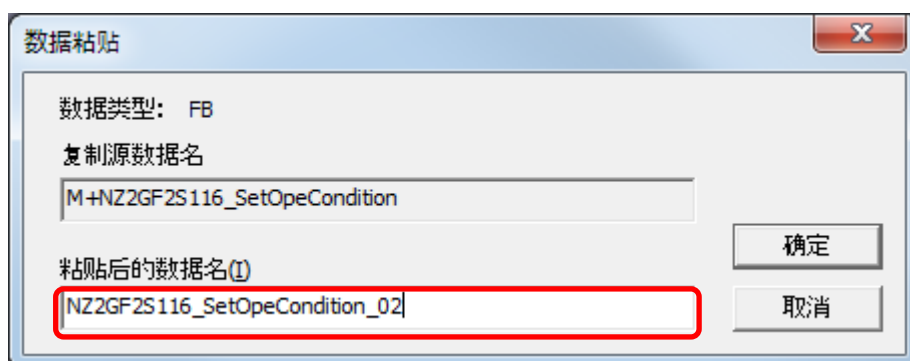 数据粘贴
数据类型: FB
复制源数据名
M+NZ2GF2S116_SetOpeCondition
确定
粘贴后的数据名(I)
NZ2GF2S116_SetOpeCondition_02
取消